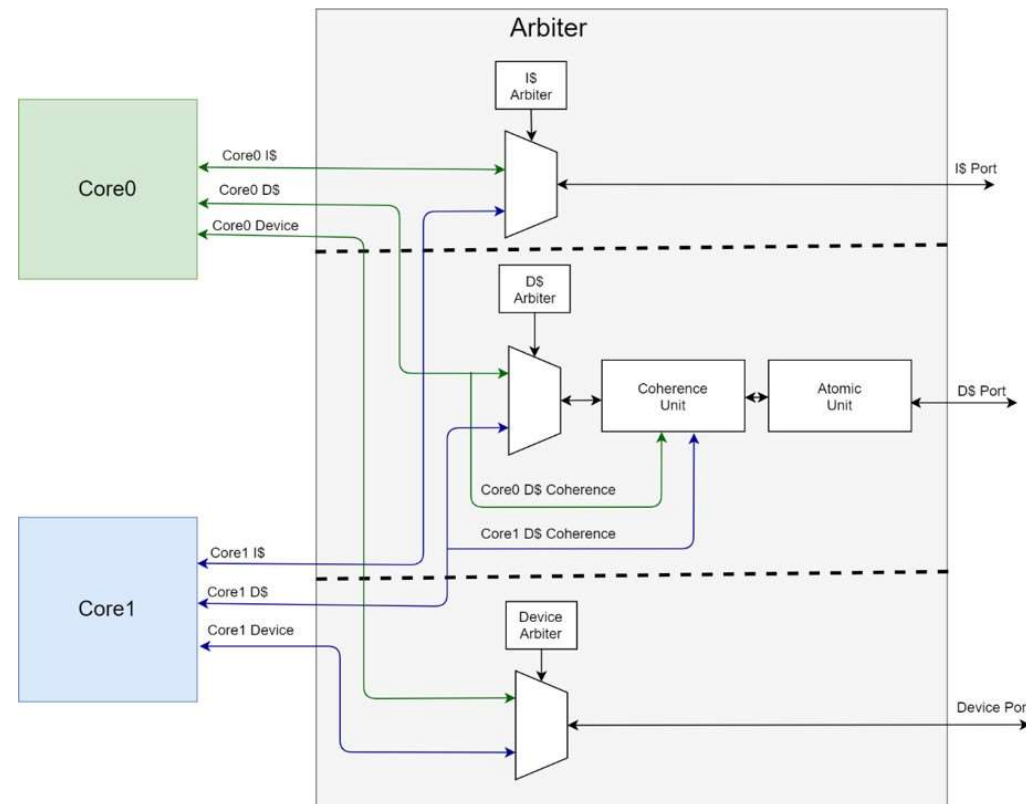 Arbiter
I$
Arbiter
Core0
Core0 I$
Core0 D$
Core0 Device
I$ Port
D$
Arbiter
Coherence
Unit
Atomic
Unit
D$ Port
Core0 D$ Coherence
Core1 D$ Coherence
Core1
Core1 I$
Core1 D$
Core1 Device
Device
Arbiter
Device Port